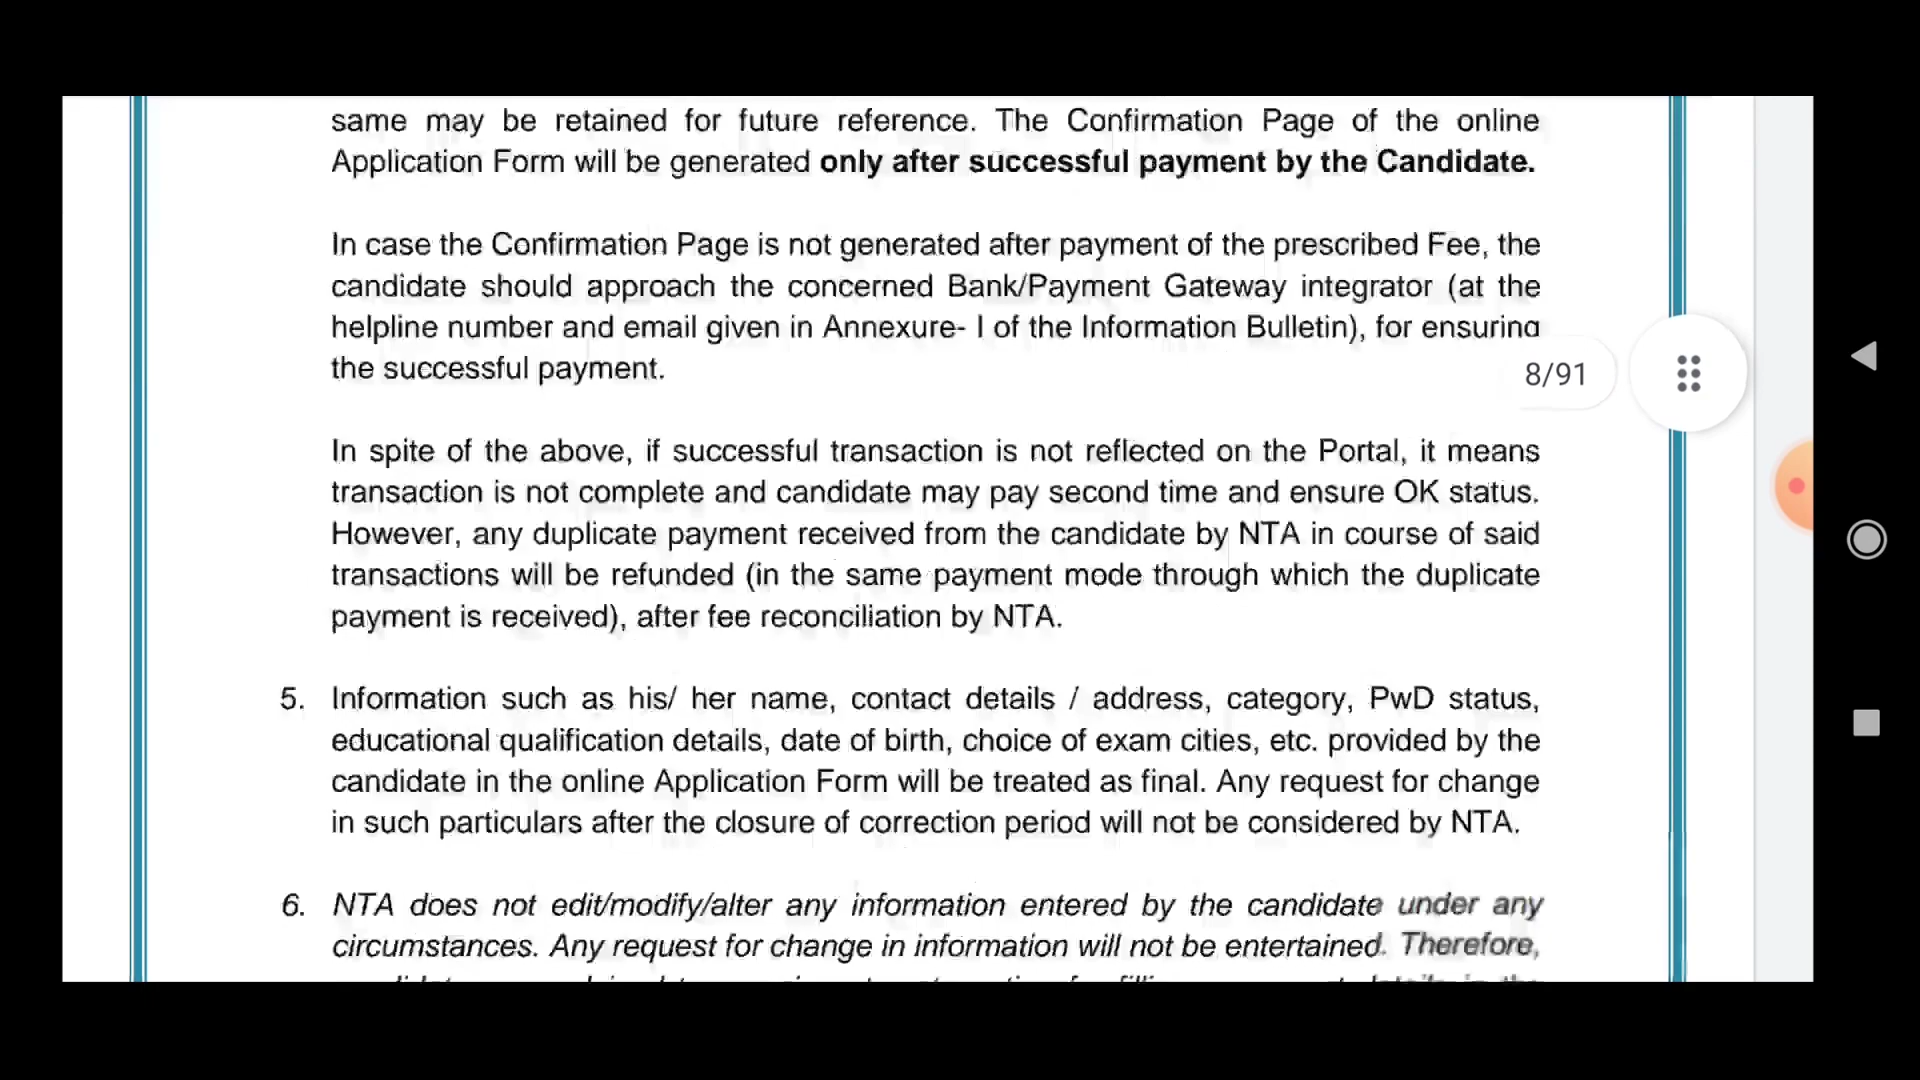 same may be retained for future reference. The Confirmation Page of the online
Application Form will be generated only after successful payment by the Candidate.
In case the Confirmation Page is not generated after payment of the prescribed Fee, the
candidate should approach the concerned Bank/Payment Gateway integrator (at the
helpline number and email given in Annexure- I of the Information Bulletin), for ensuring
the successful payment.
8/91
In spite of the above, if successful transaction is not reflected on the Portal, it means
transaction is not complete and candidate may pay second time and ensure OK status.
However, any duplicate payment received from the candidate by NTA in course of said
transactions will be refunded (in the same payment mode through which the duplicate
payment is received), after fee reconciliation by NTA.
5. Information such as his/ her name, contact details / address, category, PwD status,
educational qualification details, date of birth, choice of exam cities, etc. provided by the
candidate in the online Application Form will be treated as final. Any request for change
in such particulars after the closure of correction period will not be considered by NTA.
6. NTA does not edit/modify/alter any information entered by the candidate under any
circumstances. Any request for change in information will not be entertained. Therefore,